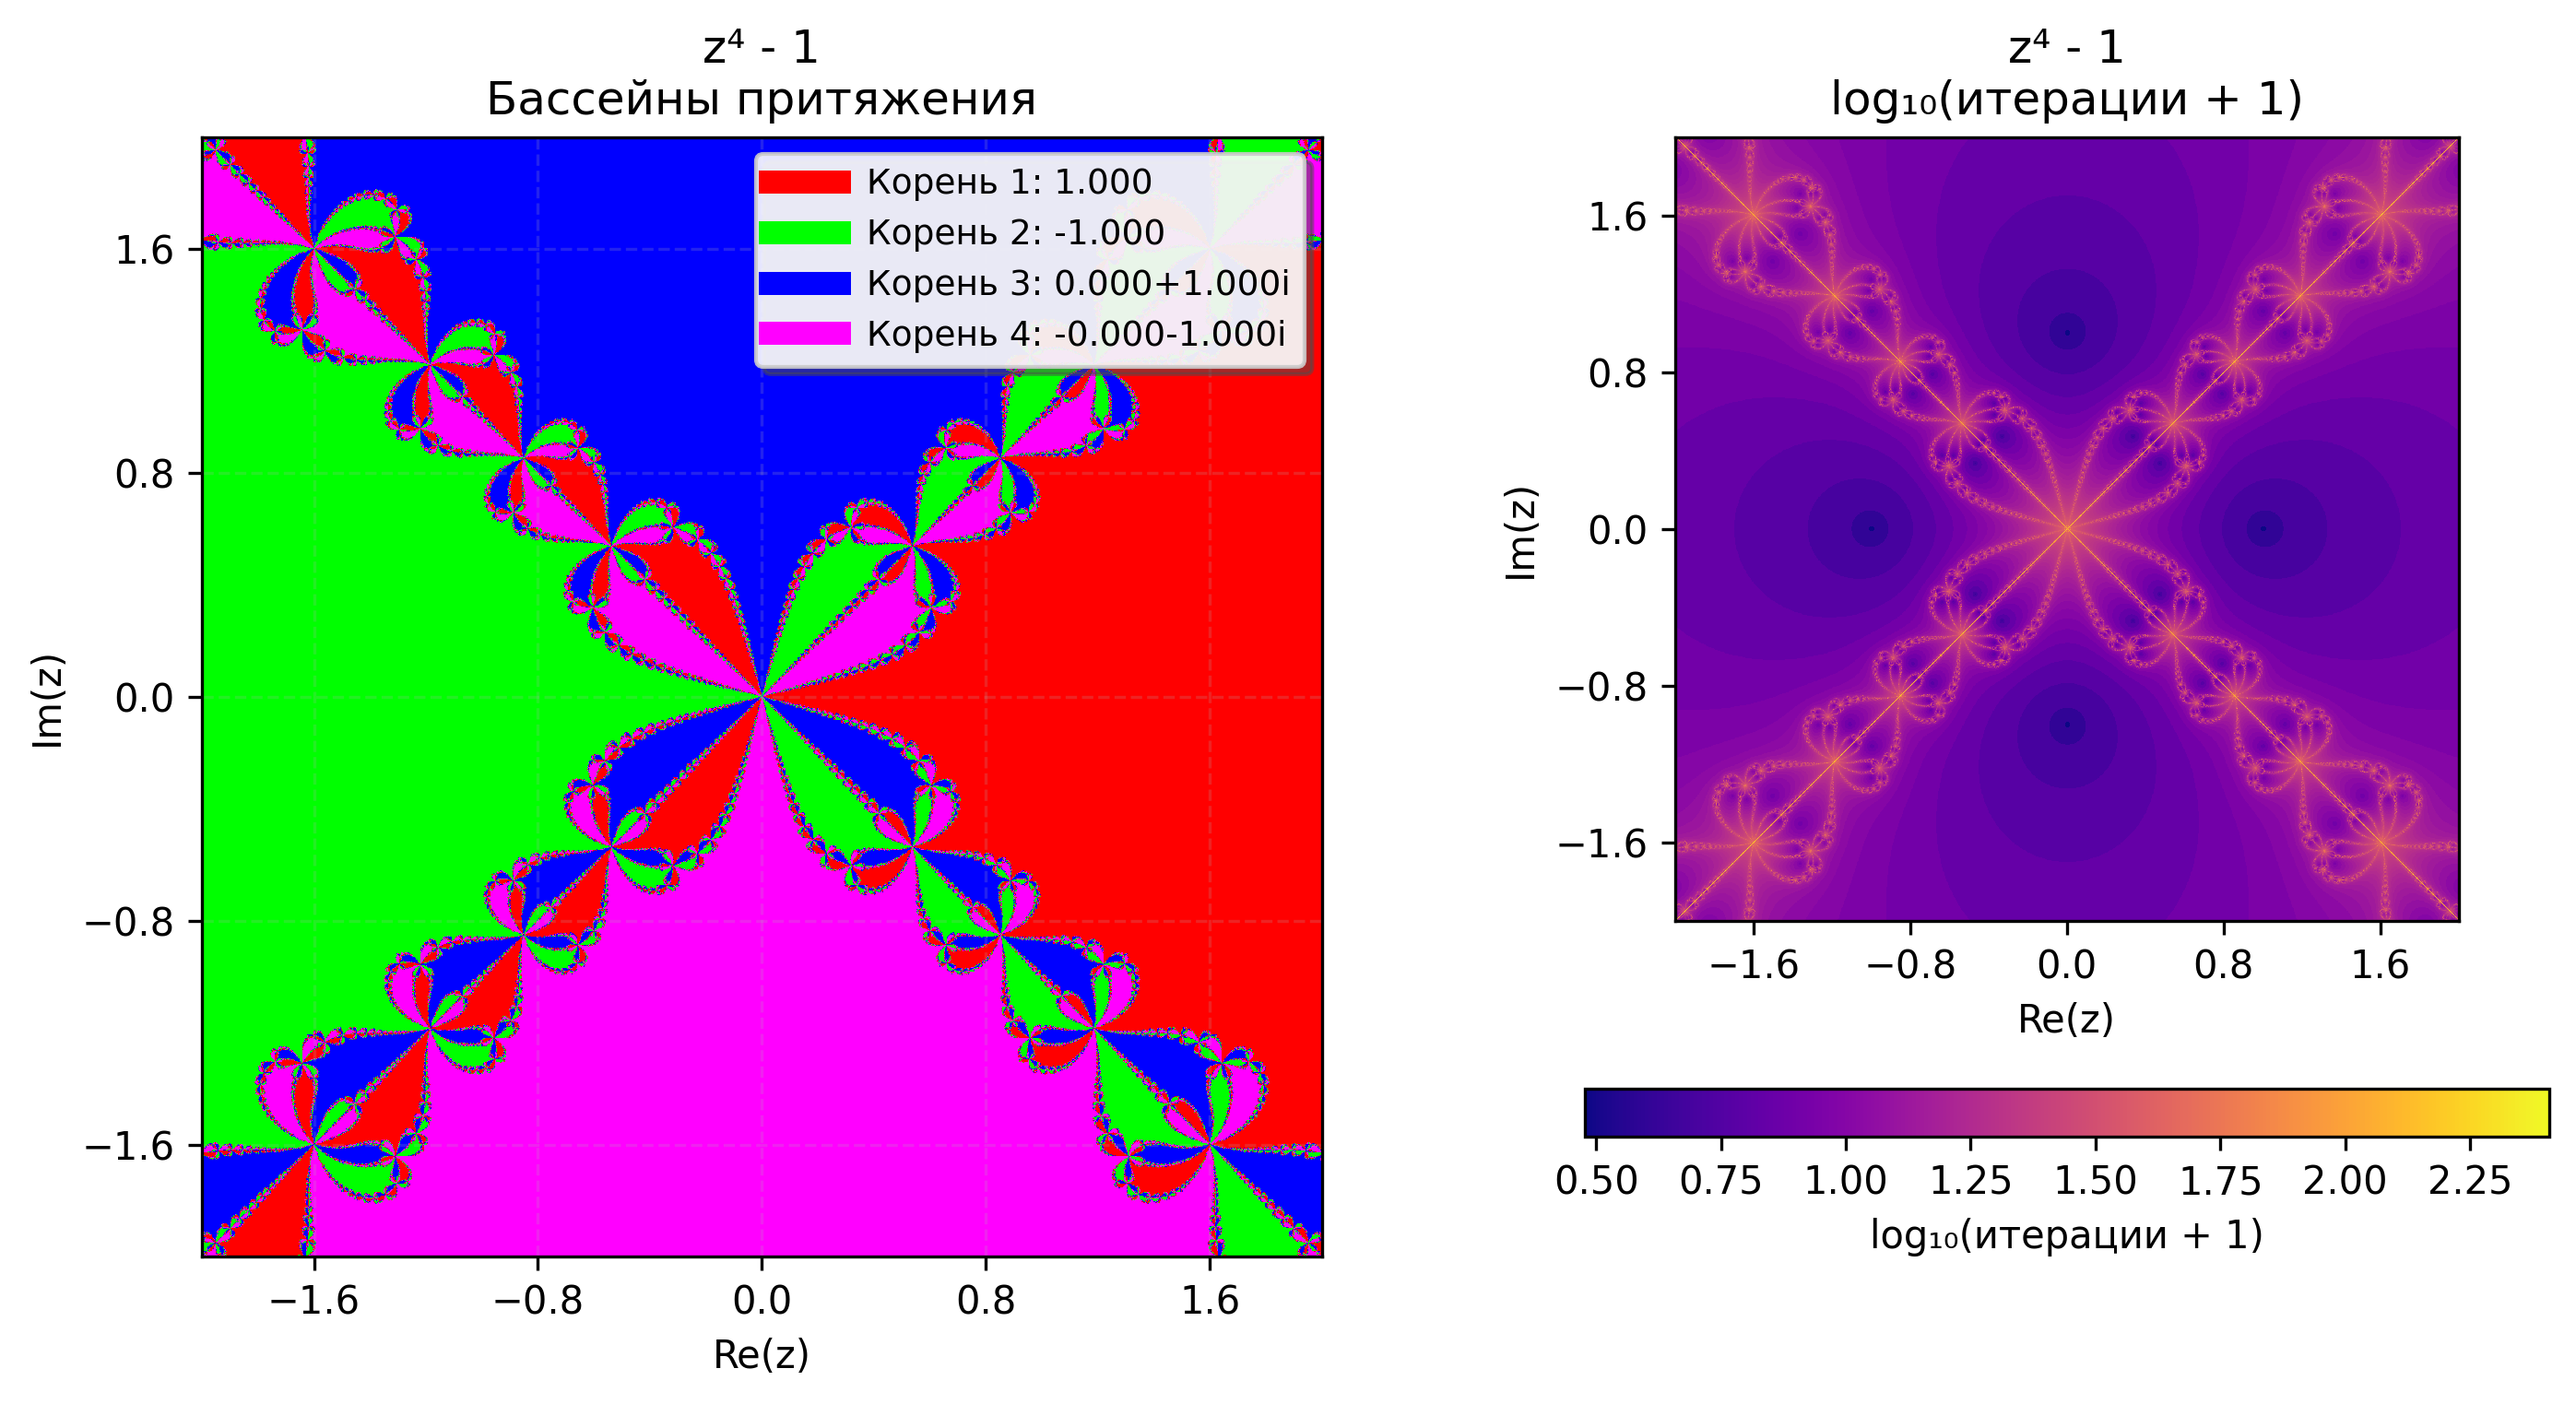 z⁴ - 1
Бассейны притяжения
Корень 1: 1.000
Корень 2: -1.000
Корень 3: 0.000+1.000i
Корень 4: -0.000-1.000i
1.6
0.8
0.0
−0.8
−1.6
Im(z)
−1.6 −0.8 0.0 0.8 1.6
Re(z)
z⁴ - 1
log₁₀(итерации + 1)
1.6
0.8
0.0
−0.8
−1.6
Im(z)
−1.6 −0.8 0.0 0.8 1.6
Re(z)
0.50 0.75 1.00 1.25 1.50 1.75 2.00 2.25
log₁₀(итерации + 1)